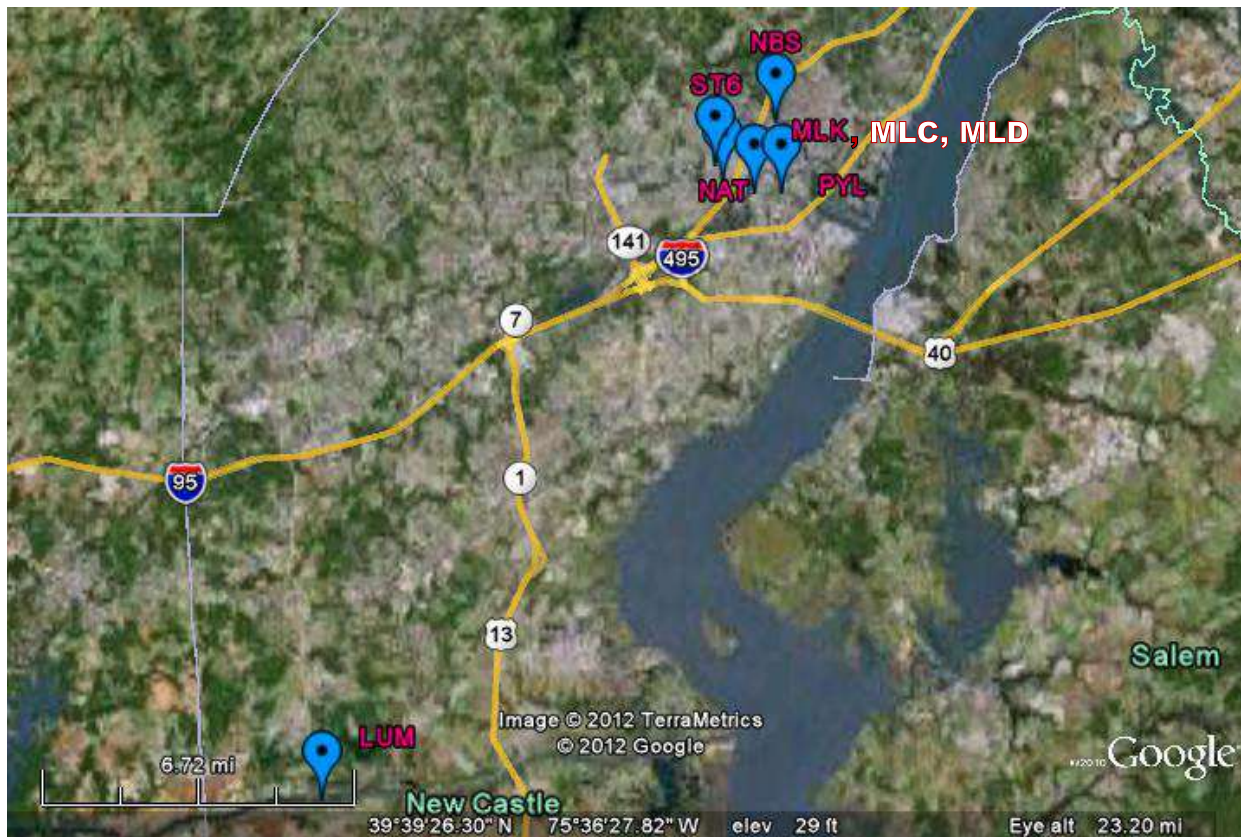 NBS
ST6
MLK, MLC, MLD
NAT
PYL
141
495
7
40
95
1
13
Salem
LUM
6.72 mi
Image © 2012 TerraMetrics
© 2012 Google
©2010 Google
New Castle
39°39'26.30" N 75°36'27.82" W elev 29 ft Eye alt 23.20 mi